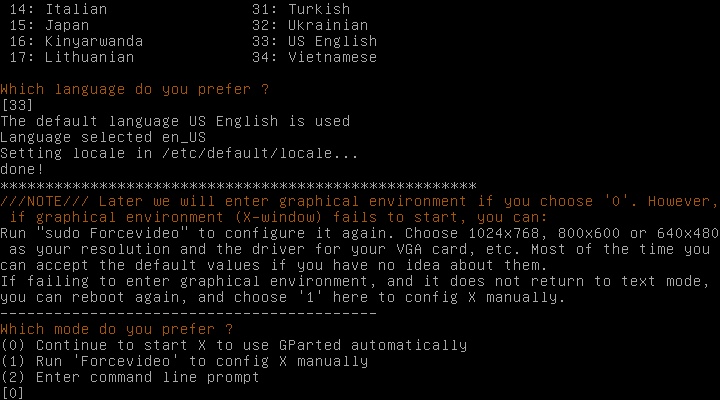 14: Italian 31: Turkish
15: Japan 32: Ukrainian
16: Kinyarwanda 33: US English
17: Lithuanian 34: Vietnamese
Which language do you prefer ?
[33]
The default language US English is used
Language selected en_US
Setting locale in /etc/default/locale...
done!
*****************************************************
///NOTE/// Later we will enter graphical environment if you choose '0'. However,
if graphical environment (X-window) fails to start, you can:
Run "sudo Forcevideo" to configure it again. Choose 1024x768, 800x600 or 640x480
as your resolution and the driver for your VGA card, etc. Most of the time you
can accept the default values if you have no idea about them.
If failing to enter graphical environment, and it does not return to text mode,
you can reboot again, and choose '1' here to config X manually.
------------------------------------------
Which mode do you prefer ?
(0) Continue to start X to use GParted automatically
(1) Run 'Forcevideo' to config X manually
(2) Enter command line prompt
[0]